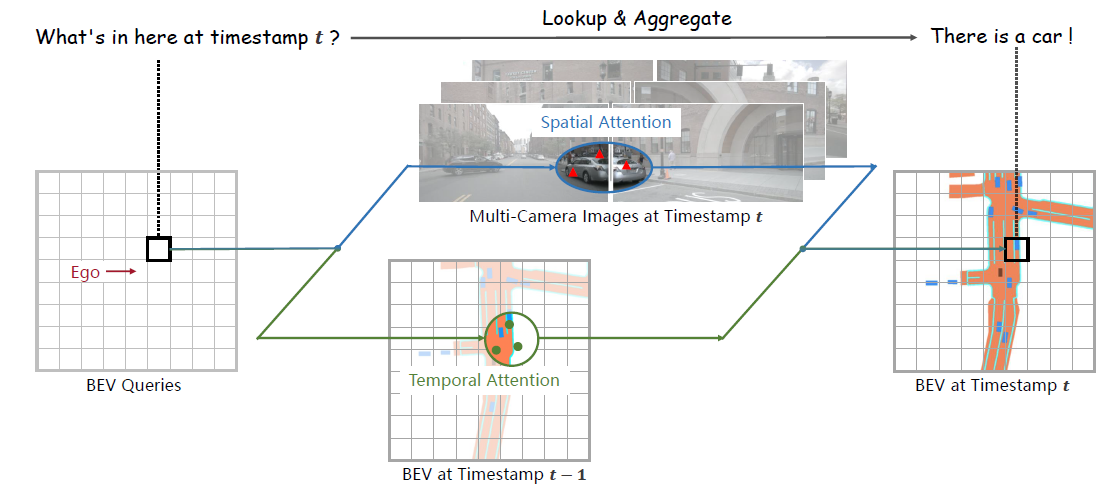 Lookup & Aggregate
What's in here at timestamp t ?
There is a car !
Spatial Attention
Multi-Camera Images at Timestamp t
Ego
BEV Queries
Temporal Attention
BEV at Timestamp t
BEV at Timestamp t − 1